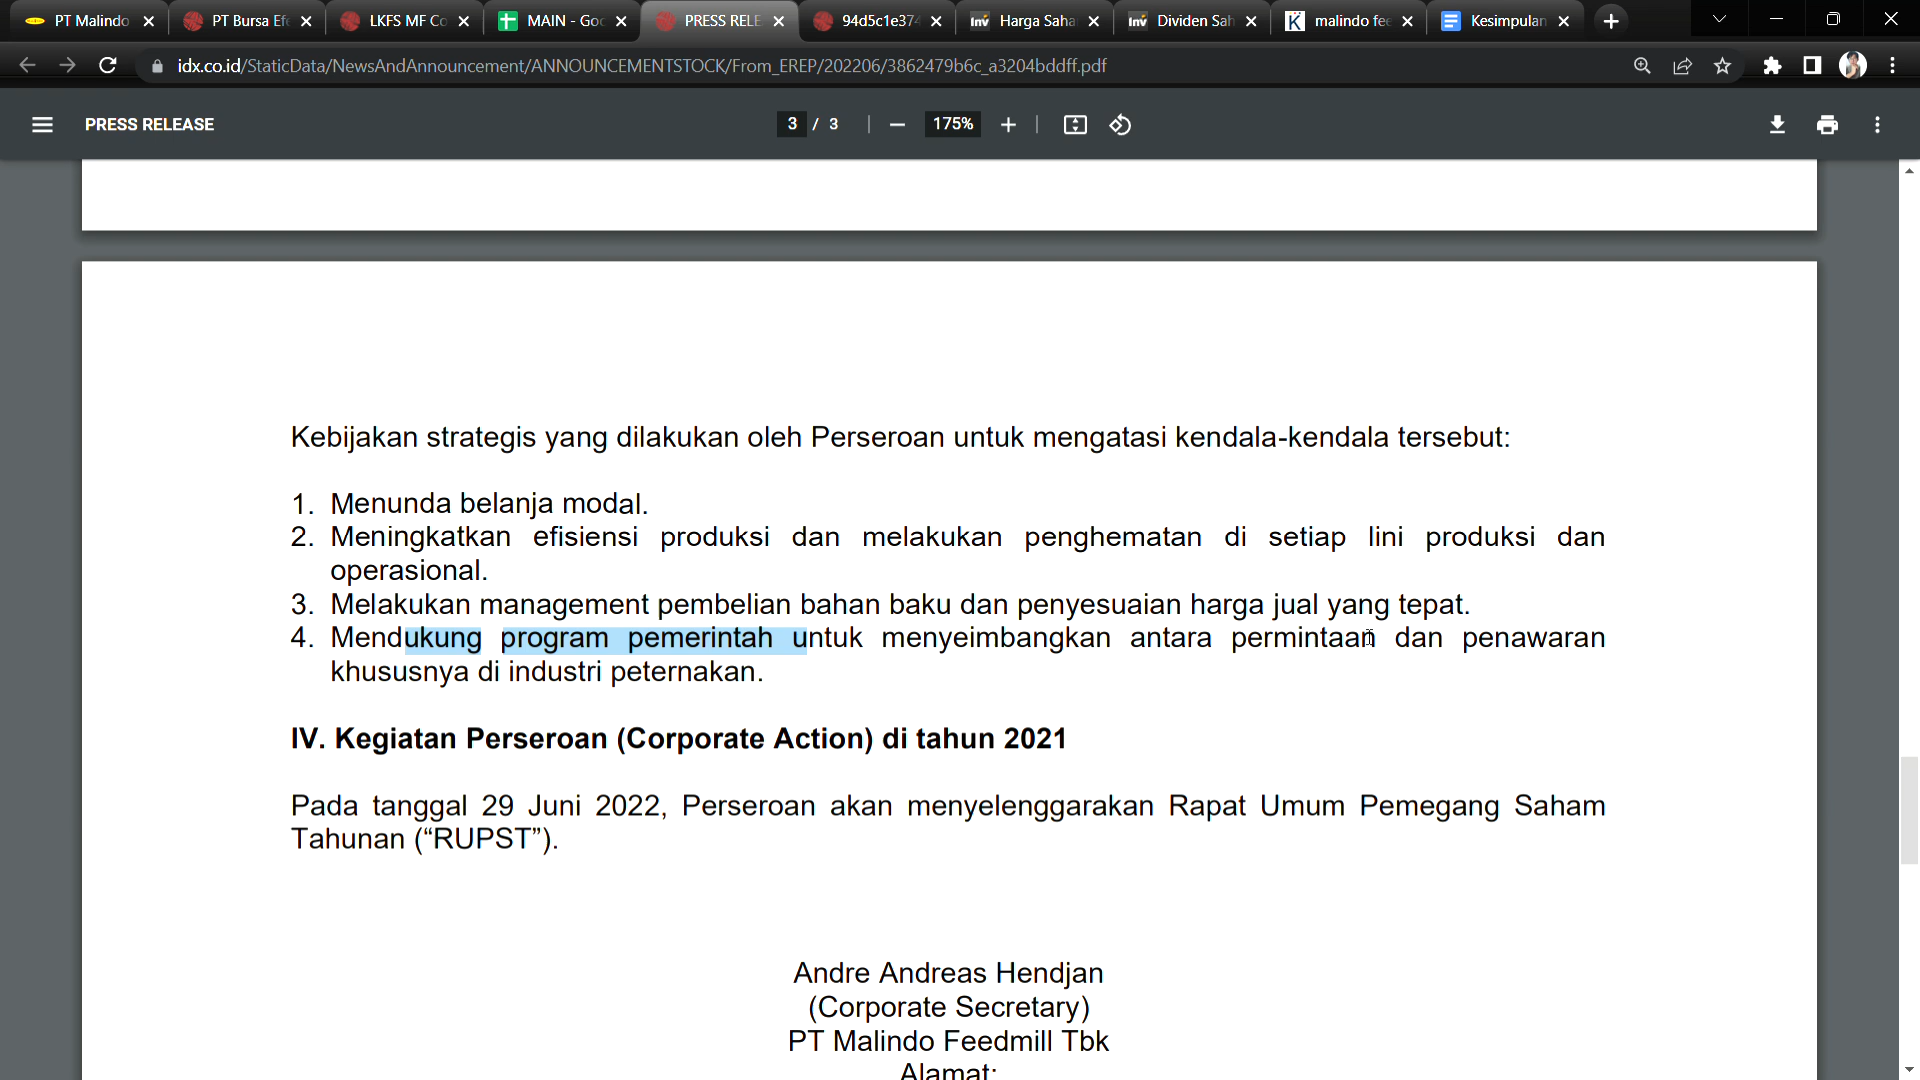 PT Malindo
PT Bursa Efe
LKFS MF Co
MAIN - Goo
PRESS RELE
94d5c1e374
Harga Saha
Dividen Sah
malindo fee
Kesimpulan
idx.co.id/StaticData/NewsAndAnnouncement/ANNOUNCEMENTSTOCK/From_EREP/202206/3862479b6c_a3204bddff.pdf
PRESS RELEASE
3 / 3
175%
Kebijakan strategis yang dilakukan oleh Perseroan untuk mengatasi kendala-kendala tersebut:
1. Menunda belanja modal.
2. Meningkatkan efisiensi produksi dan melakukan penghematan di setiap lini produksi dan
operasional.
3. Melakukan management pembelian bahan baku dan penyesuaian harga jual yang tepat.
4. Mendukung program pemerintah untuk menyeimbangkan antara permintaan dan penawaran
khususnya di industri peternakan.
IV. Kegiatan Perseroan (Corporate Action) di tahun 2021
Pada tanggal 29 Juni 2022, Perseroan akan menyelenggarakan Rapat Umum Pemegang Saham
Tahunan (“RUPST”).
Andre Andreas Hendjan
(Corporate Secretary)
PT Malindo Feedmill Tbk
Alamat: